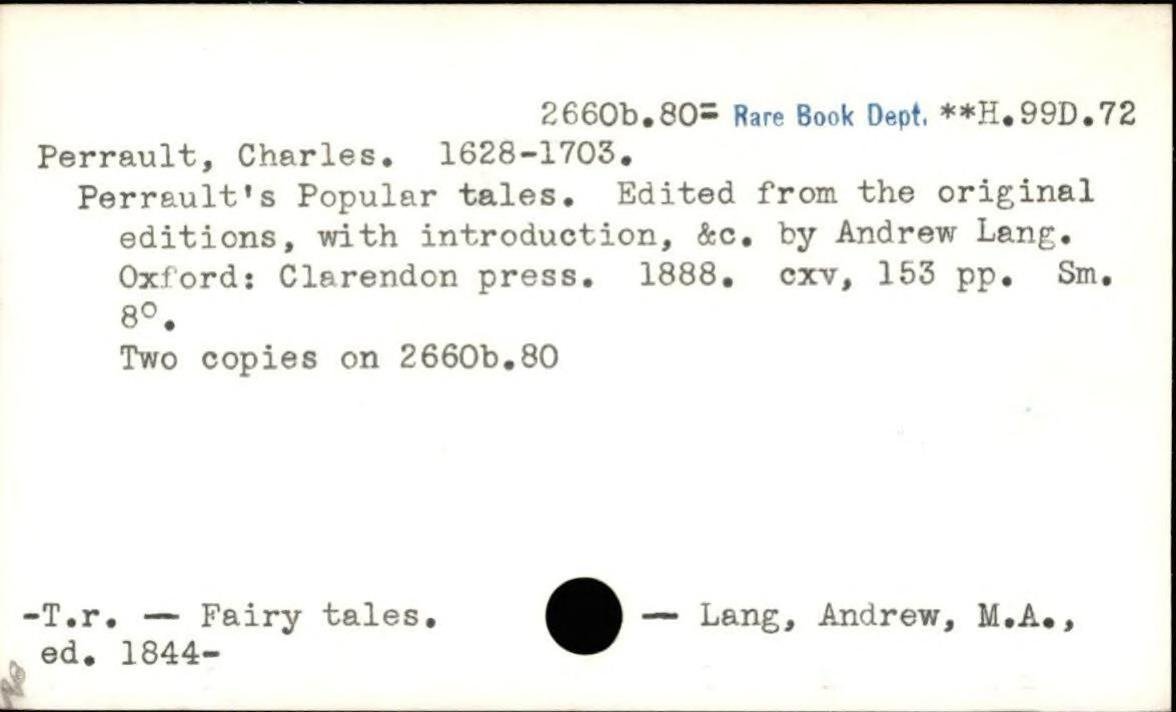 2660b.80= Rare Book Dept. **H.99D.72
Perrault, Charles. 1628-1703.
Perrault's Popular tales. Edited from the original
editions, with introduction, &c. by Andrew Lang.
Oxford: Clarendon press. 1888. cxv, 153 pp. Sm.
8°.
Two copies on 2660b.80
-T.r. — Fairy tales. — Lang, Andrew, M.A.,
ed. 1844-